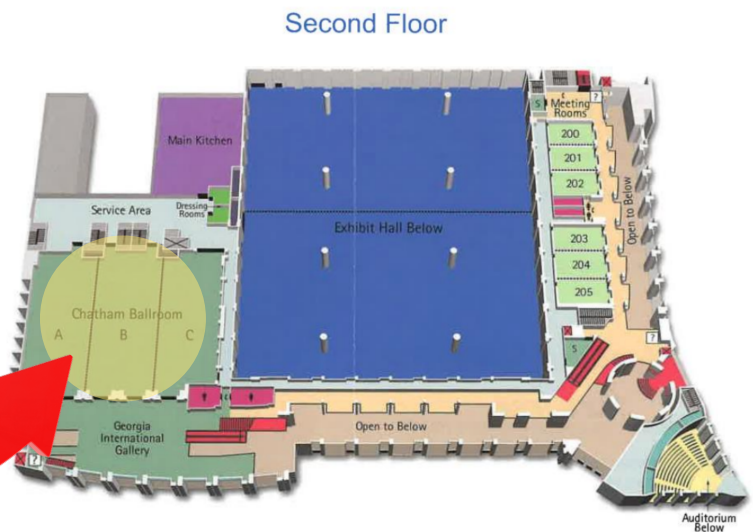 Second Floor
Meeting
Rooms
S
?
200
201
202
Main Kitchen
Dressing
Rooms
Service Area
Exhibit Hall Below
Open to Below
203
204
205
Chatham Ballroom
A B C
S
?
Georgia
International
Gallery
Open to Below
?
Auditorium
Below